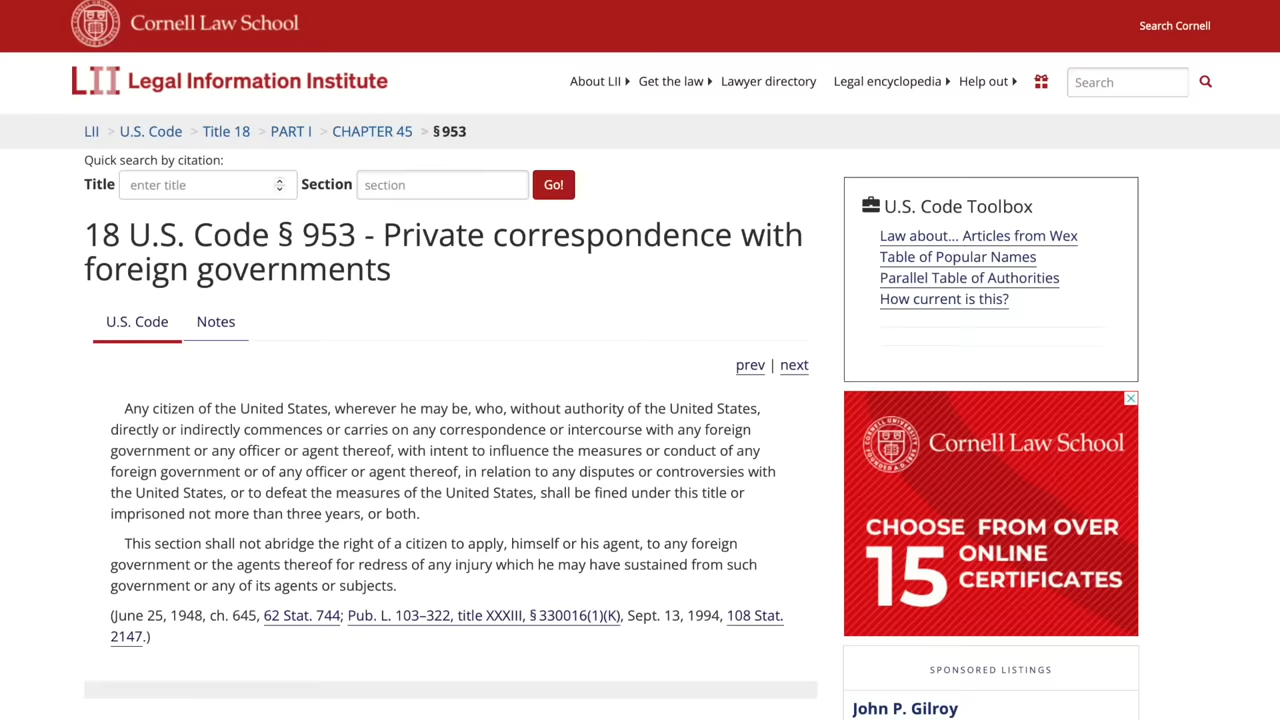 Cornell Law School
Search Cornell
LII Legal Information Institute
About LII Get the law Lawyer directory Legal encyclopedia Help out Search
LII > U.S. Code > Title 18 > PART I > CHAPTER 45 > § 953
Quick search by citation:
Title enter title Section section Go!
18 U.S. Code § 953 - Private correspondence with
foreign governments
U.S. Code Notes
prev | next
Any citizen of the United States, wherever he may be, who, without authority of the United States,
directly or indirectly commences or carries on any correspondence or intercourse with any foreign
government or any officer or agent thereof, with intent to influence the measures or conduct of any
foreign government or of any officer or agent thereof, in relation to any disputes or controversies with
the United States, or to defeat the measures of the United States, shall be fined under this title or
imprisoned not more than three years, or both.
This section shall not abridge the right of a citizen to apply, himself or his agent, to any foreign
government or the agents thereof for redress of any injury which he may have sustained from such
government or any of its agents or subjects.
(June 25, 1948, ch. 645, 62 Stat. 744; Pub. L. 103–322, title XXXIII, § 330016(1)(K), Sept. 13, 1994, 108 Stat.
2147.)
U.S. Code Toolbox
Law about... Articles from Wex
Table of Popular Names
Parallel Table of Authorities
How current is this?
Cornell Law School
CHOOSE FROM OVER
15 ONLINE
CERTIFICATES
SPONSORED LISTINGS
John P. Gilroy